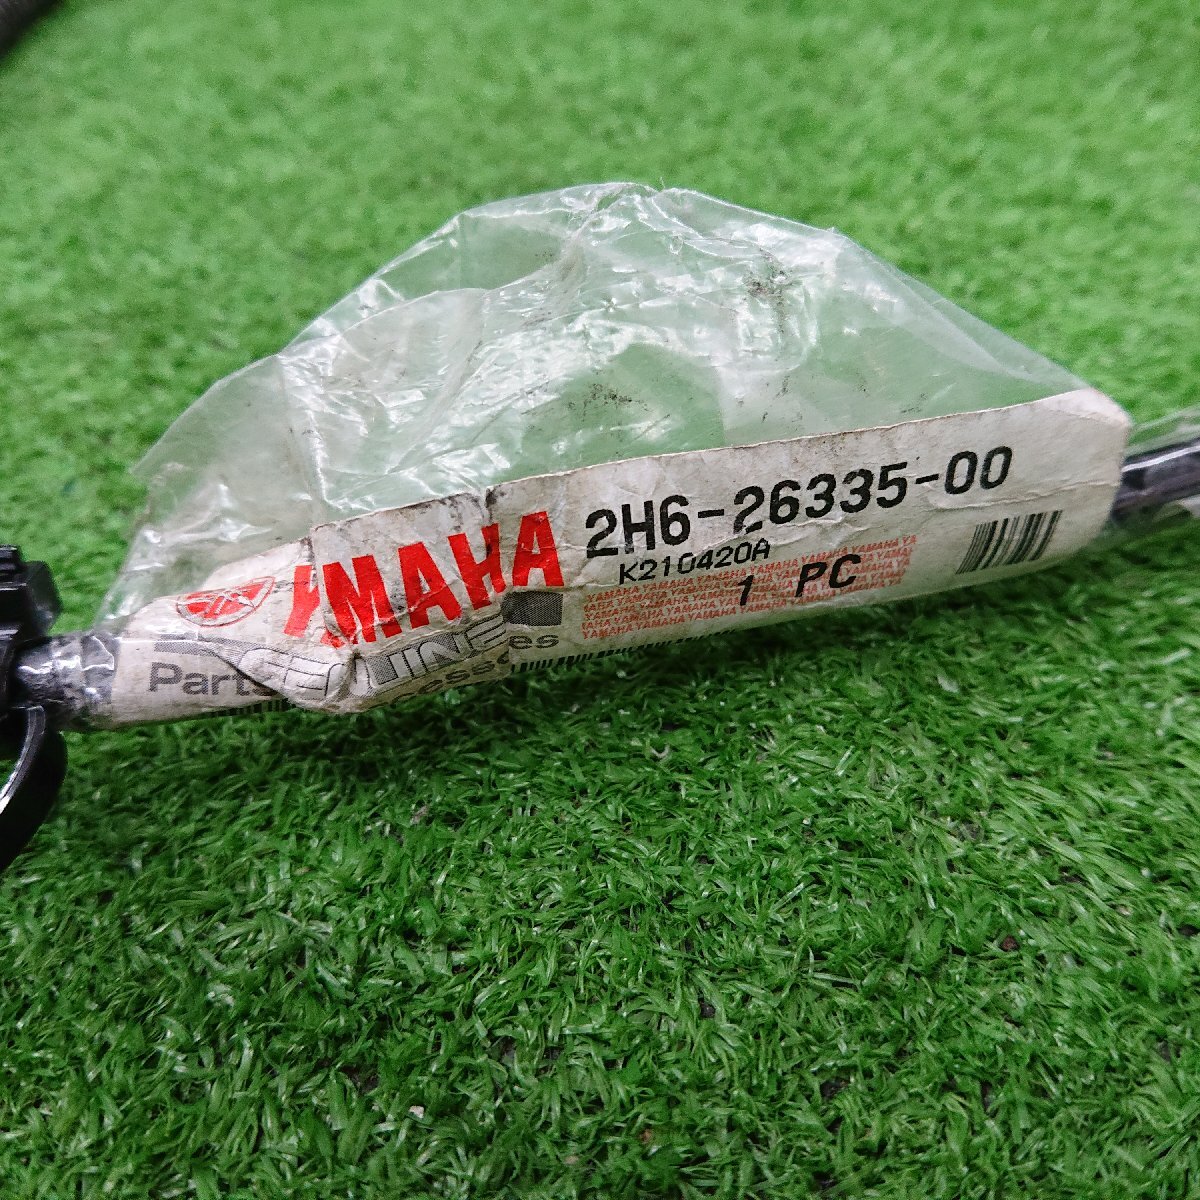 YAMAHA
GENUINE
Parts
2H6-26335-00
K210420A
1 PC